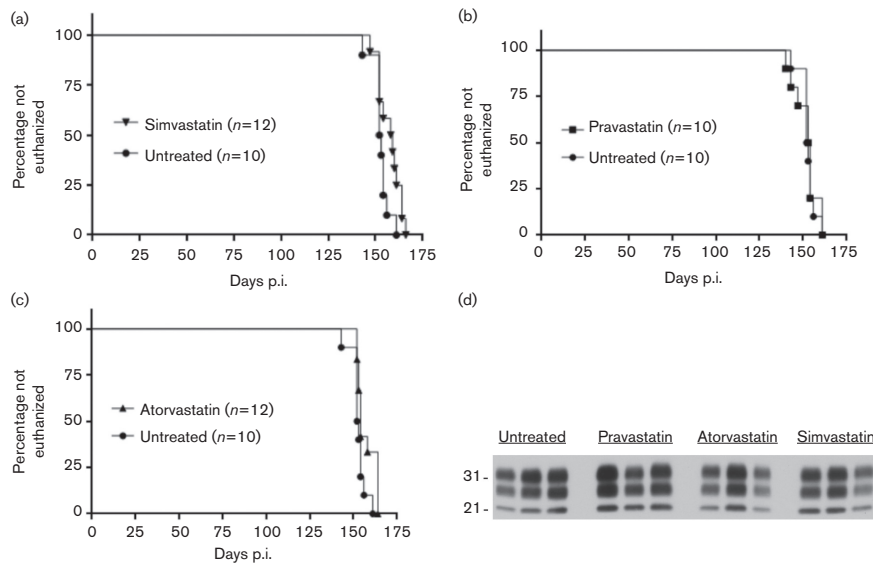 (a)
100
75
50
25
0
Percentage not
euthanized
Simvastatin (n=12)
Untreated (n=10)
0 25 50 75 100 125 150 175
Days p.i.
(b)
100
75
50
25
0
Percentage not
euthanized
Pravastatin (n=10)
Untreated (n=10)
0 25 50 75 100 125 150 175
Days p.i.
(c)
100
75
50
25
0
Percentage not
euthanized
Atorvastatin (n=12)
Untreated (n=10)
0 25 50 75 100 125 150 175
Days p.i.
(d)
Untreated Pravastatin Atorvastatin Simvastatin
31 -
21 -